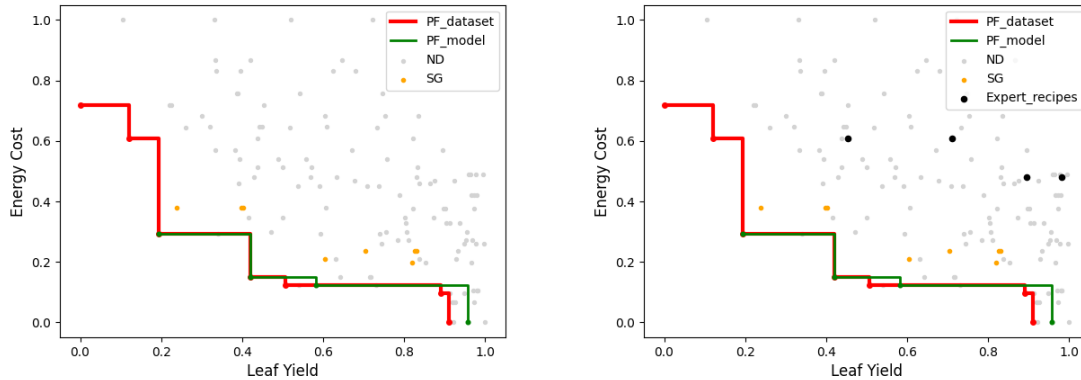 1.0
0.8
0.6
0.4
0.2
0.0
Energy Cost
0.0 0.2 0.4 0.6 0.8 1.0
Leaf Yield
PF_dataset
PF_model
ND
SG
1.0
0.8
0.6
0.4
0.2
0.0
Energy Cost
0.0 0.2 0.4 0.6 0.8 1.0
Leaf Yield
PF_dataset
PF_model
ND
SG
Expert_recipes